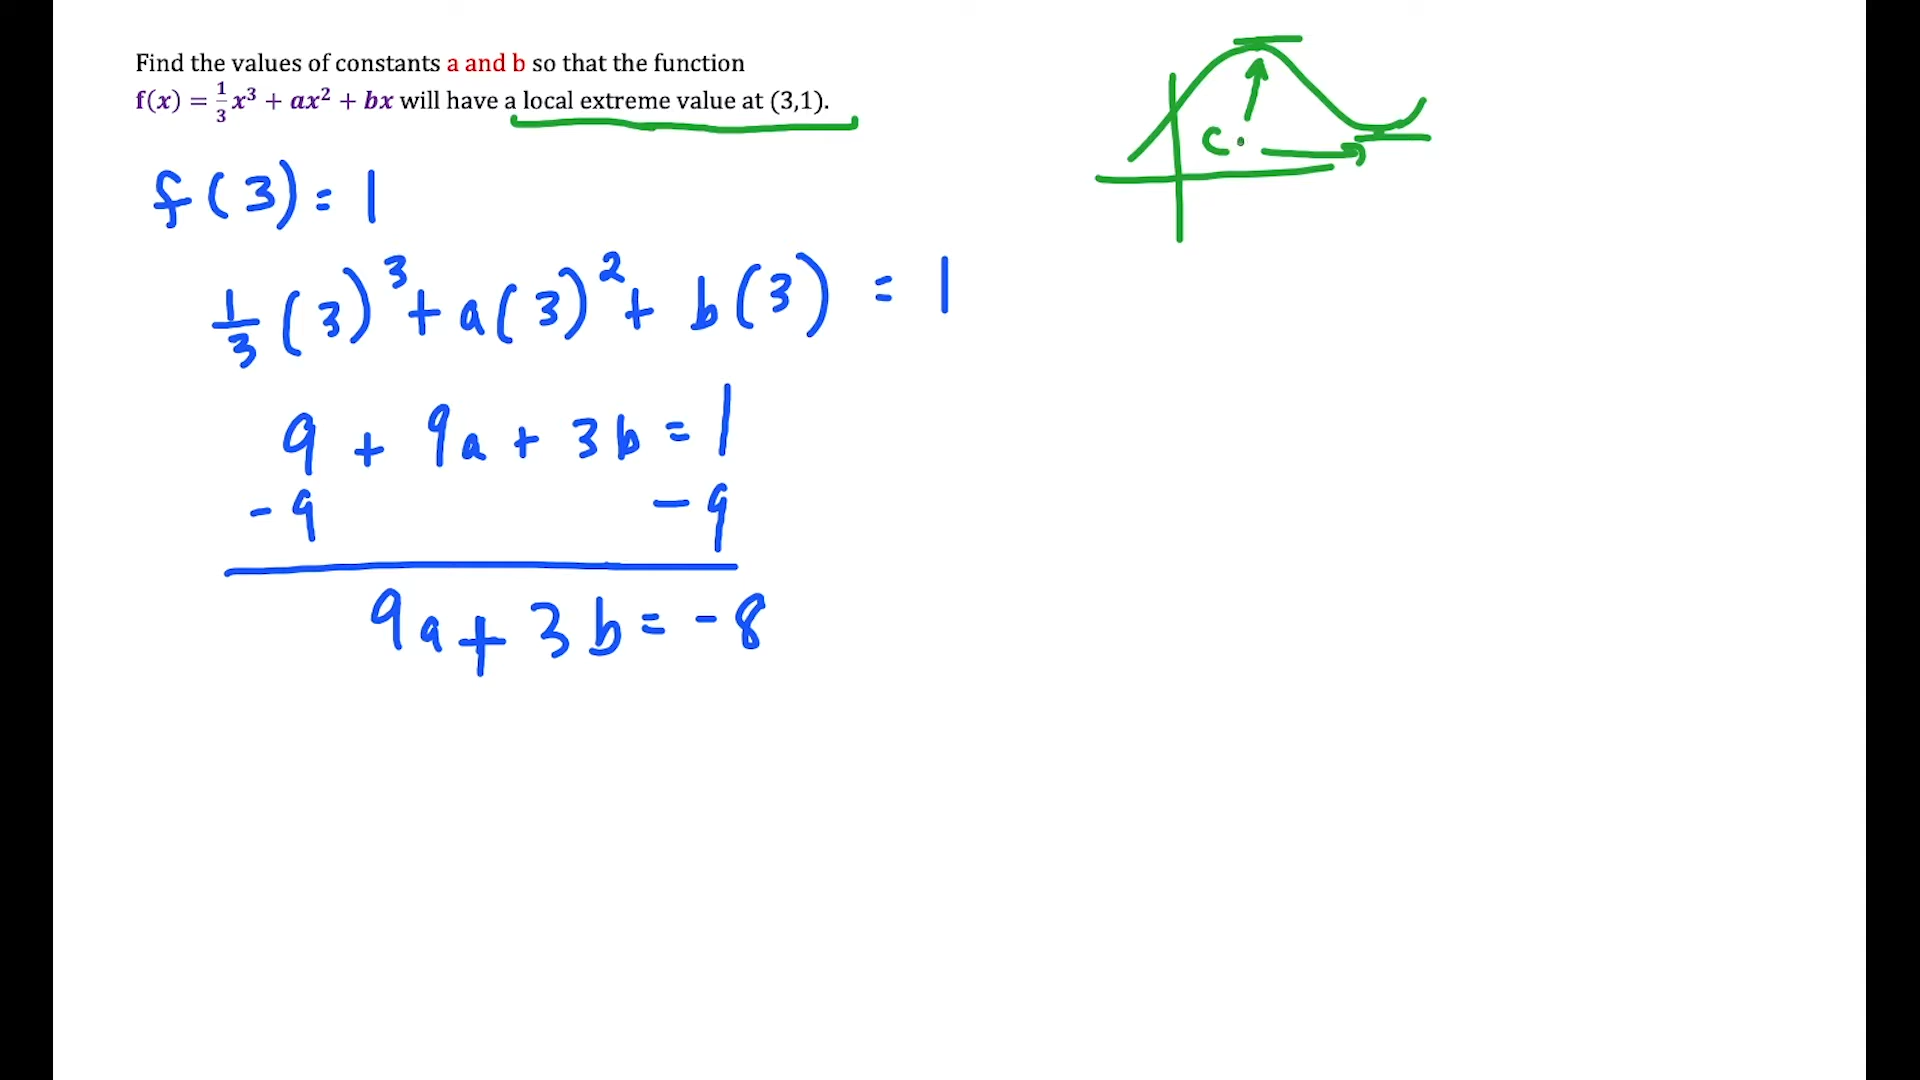 Find the values of constants a and b so that the function
f(x) = 1/3 x³ + ax² + bx will have a local extreme value at (3,1).
C.
f(3) = 1
1/3 (3)³ + a(3)² + b(3) = 1
9 + 9a + 3b = 1
-9 -9
9a + 3b = -8